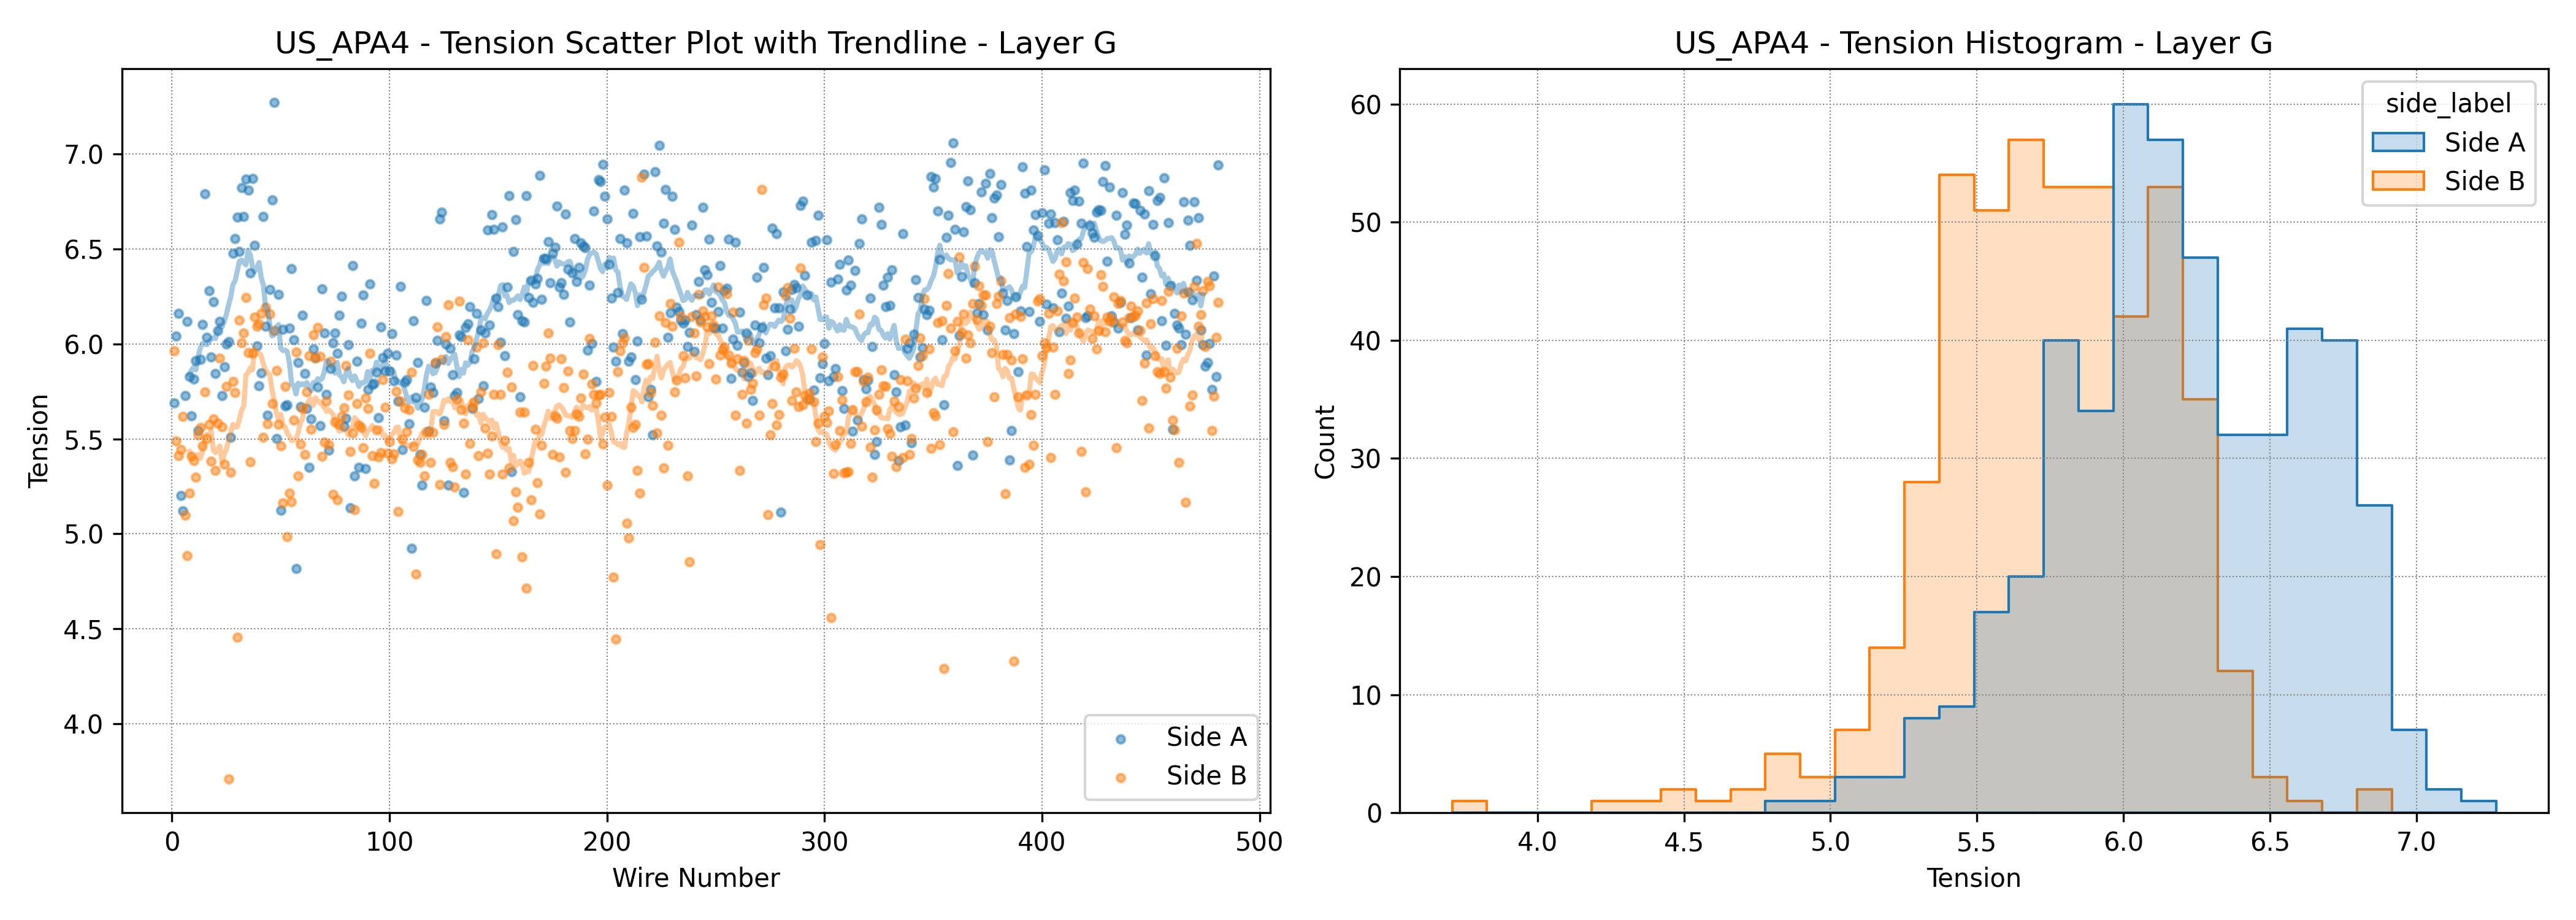 US_APA4 - Tension Scatter Plot with Trendline - Layer G
Tension
7.0
6.5
6.0
5.5
5.0
4.5
4.0
0
100
200
300
400
500
Wire Number
Side A
Side B
US_APA4 - Tension Histogram - Layer G
Count
60
50
40
30
20
10
0
4.0
4.5
5.0
5.5
6.0
6.5
7.0
Tension
side_label
Side A
Side B